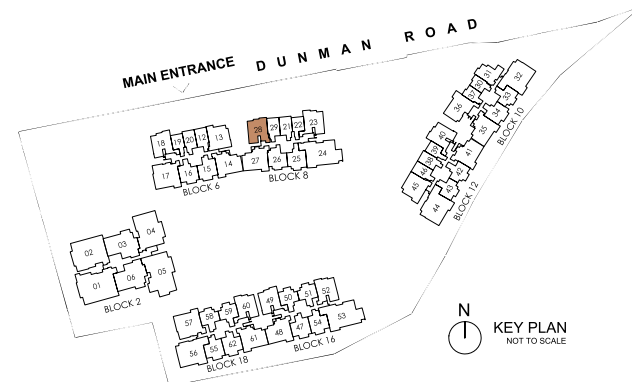 DUNMAN ROAD
MAIN ENTRANCE
18 19 20 12 13
17 16 15 14
BLOCK 6
28 29 21 22 23
27 26 25 24
BLOCK 8
31 32
30
37 33
36 34
35
BLOCK 10
40 41
39
38 42
46 43
45 44
BLOCK 12
02 03 04
01 06 05
BLOCK 2
57 58 59 60
56 55 62 61
BLOCK 18
49 50 51 52
48 47 54 53
BLOCK 16
N
KEY PLAN
NOT TO SCALE